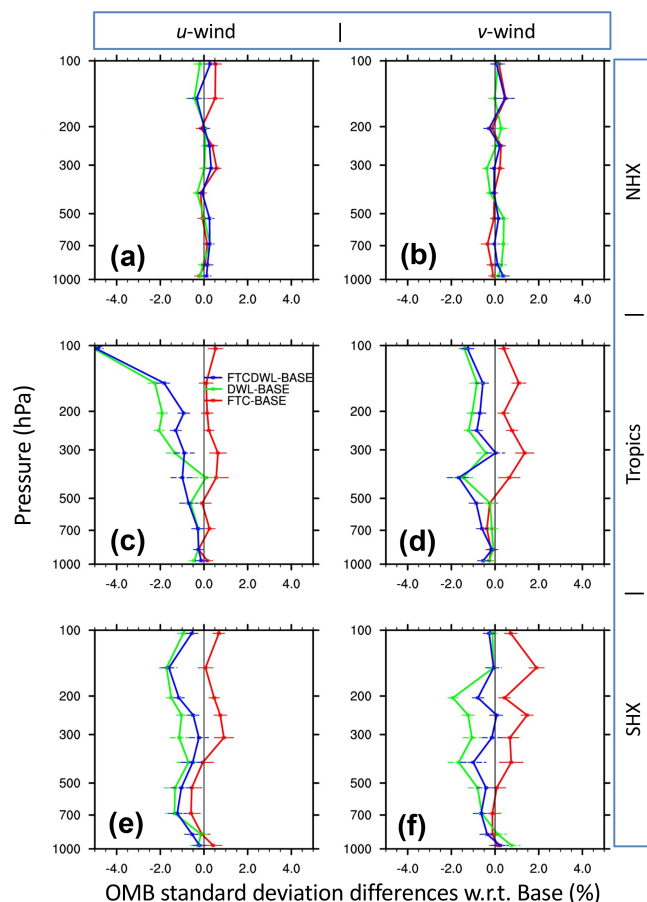 u-wind | v-wind
100
200
300
500
700
1000
(a)
-4.0 -2.0 0.0 2.0 4.0
100
200
300
500
700
1000
(b)
-4.0 -2.0 0.0 2.0 4.0
NHX
|
100
200
300
500
700
1000
(c)
FTCDWL-BASE
DWL-BASE
FTC-BASE
-4.0 -2.0 0.0 2.0 4.0
100
200
300
500
700
1000
(d)
-4.0 -2.0 0.0 2.0 4.0
Tropics
|
Pressure (hPa)
100
200
300
500
700
1000
(e)
-4.0 -2.0 0.0 2.0 4.0
100
200
300
500
700
1000
(f)
-4.0 -2.0 0.0 2.0 4.0
SHX
OMB standard deviation differences w.r.t. Base (%)